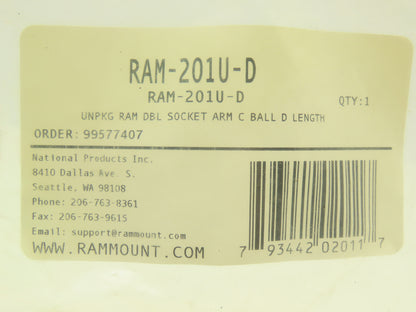 RAM-201U-D
RAM-201U-D
QTY:1
UNPKG RAM DBL SOCKET ARM C BALL D LENGTH
ORDER: 99577407
National Products Inc.
8410 Dallas Ave. S.
Seattle, WA 98108
Phone: 206-763-8361
Fax: 206-763-9615
Email: support@rammount.com
WWW.RAMMOUNT.COM
7 93442 02011 7